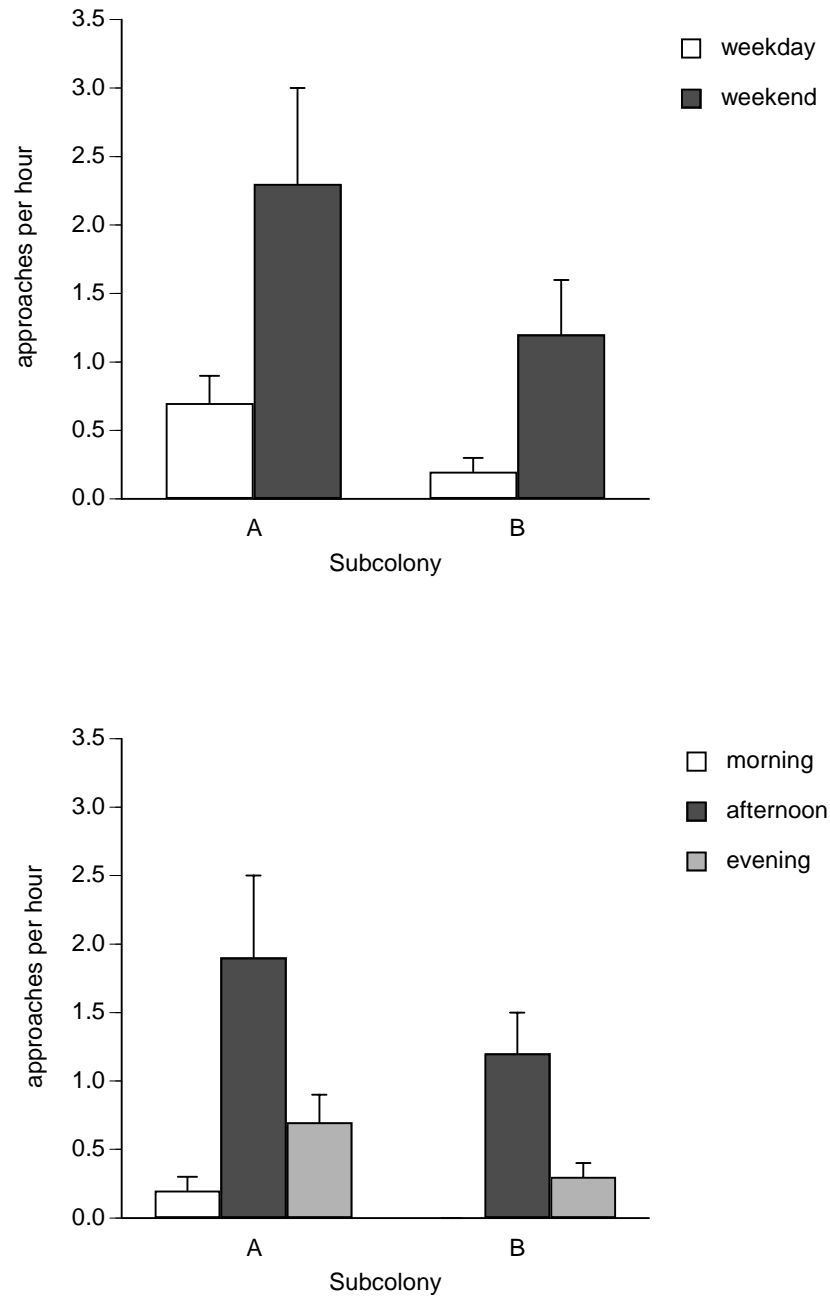 3.5
3.0
2.5
2.0
1.5
1.0
0.5
0.0
approaches per hour
A
B
Subcolony
weekday
weekend
3.5
3.0
2.5
2.0
1.5
1.0
0.5
0.0
approaches per hour
A
B
Subcolony
morning
afternoon
evening